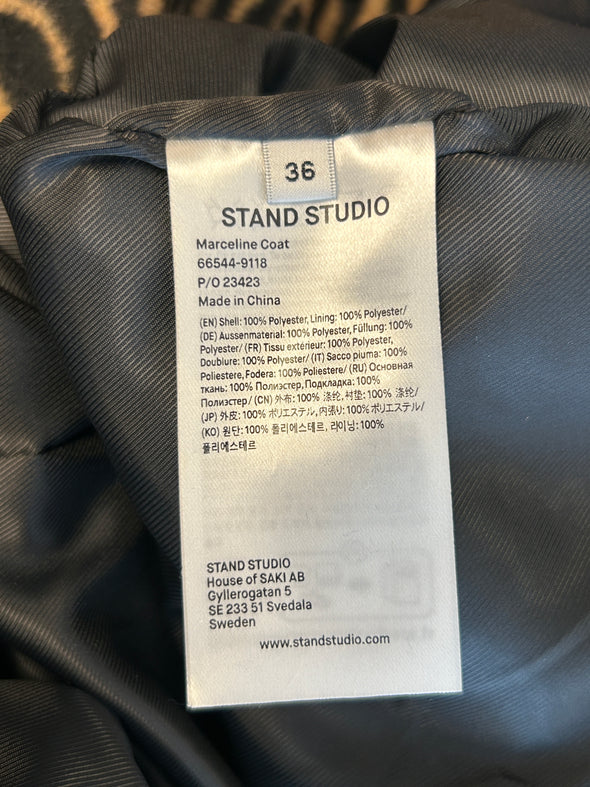 36
STAND STUDIO
Marceline Coat
66544-9118
P/O 23423
Made in China
(EN) Shell: 100% Polyester, Lining: 100% Polyester/
(DE) Aussenmaterial: 100% Polyester, Füllung: 100%
Polyester/ (FR) Tissu extérieur: 100% Polyester,
Doublure: 100% Polyester/ (IT) Sacco piuma: 100%
Poliestere, Fodera: 100% Poliestere/ (RU) Основная
ткань: 100% Полиэстер, Подкладка: 100%
Полиэстер/ (CN) 外布: 100% 涤纶, 衬垫: 100% 涤纶/
(JP) 外皮: 100% ポリエステル, 内張り: 100% ポリエステル/
(KO) 원단: 100% 폴리에스테르, 라이닝: 100%
폴리에스테르
STAND STUDIO
House of SAKI AB
Gyllerogatan 5
SE 233 51 Svedala
Sweden
www.standstudio.com